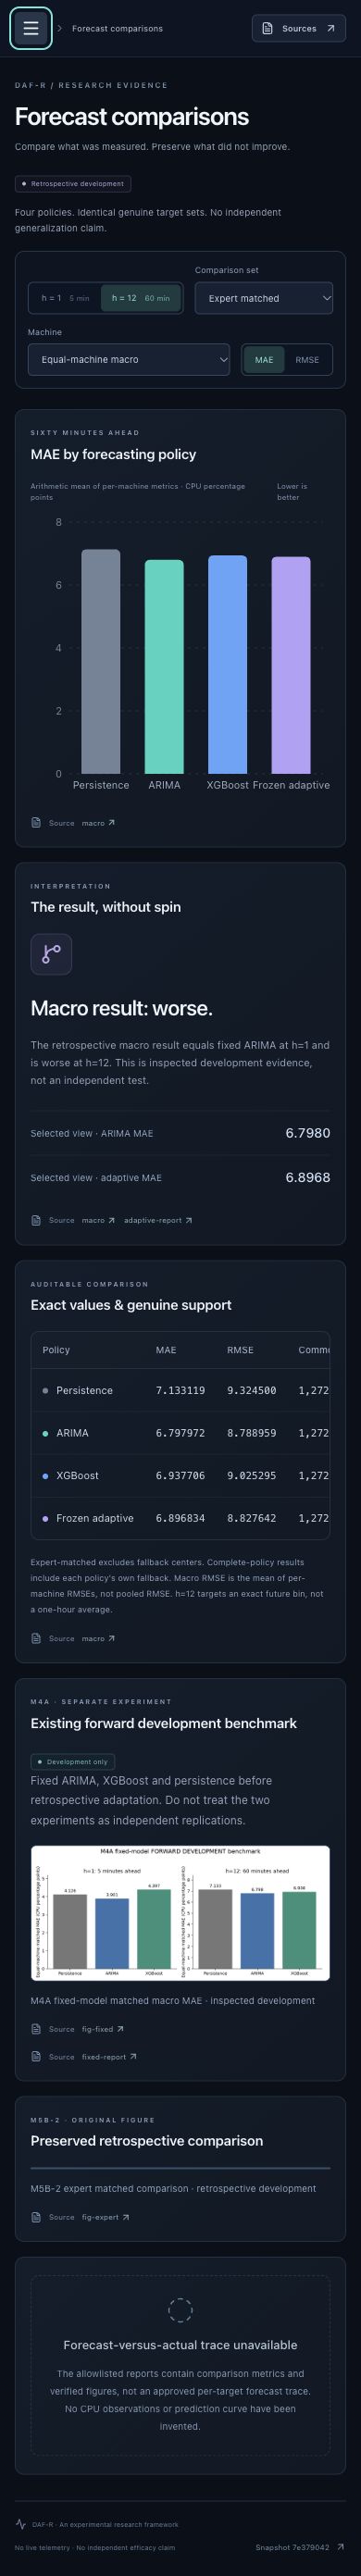 Forecast comparisons
Sources
DAF-R / RESEARCH EVIDENCE
Forecast comparisons
Compare what was measured. Preserve what did not improve.
Retrospective development
Four policies. Identical genuine target sets. No independent
generalization claim.
Comparison set
h = 1 5 min
h = 12 60 min
Expert matched
Machine
Equal-machine macro
MAE
RMSE
SIXTY MINUTES AHEAD
MAE by forecasting policy
Arithmetic mean of per-machine metrics · CPU percentage
points
Lower is
better
8
6
4
2
0
Persistence
ARIMA
XGBoost
Frozen adaptive
Source macro
INTERPRETATION
The result, without spin
Macro result: worse.
The retrospective macro result equals fixed ARIMA at h=1 and
is worse at h=12. This is inspected development evidence,
not an independent test.
Selected view · ARIMA MAE 6.7980
Selected view · adaptive MAE 6.8968
Source macro adaptive-report
AUDITABLE COMPARISON
Exact values & genuine support
Policy MAE RMSE Commo
Persistence 7.133119 9.324500 1,272
ARIMA 6.797972 8.788959 1,272
XGBoost 6.937706 9.025295 1,272
Frozen adaptive 6.896834 8.827642 1,272
Expert-matched excludes fallback centers. Complete-policy results
include each policy's own fallback. Macro RMSE is the mean of per-
machine RMSEs, not pooled RMSE. h=12 targets an exact future bin, not
a one-hour average.
Source macro
M4A · SEPARATE EXPERIMENT
Existing forward development benchmark
Development only
Fixed ARIMA, XGBoost and persistence before
retrospective adaptation. Do not treat the two
experiments as independent replications.
M4A fixed-model FORWARD DEVELOPMENT benchmark
h=1: 5 minutes ahead
h=12: 60 minutes ahead
Persistence
ARIMA
XGBoost
Persistence
ARIMA
XGBoost
M4A fixed-model matched macro MAE · inspected development
Source fig-fixed
Source fixed-report
M5B-2 · ORIGINAL FIGURE
Preserved retrospective comparison
M5B-2 expert matched comparison · retrospective development
Source fig-expert
Forecast-versus-actual trace unavailable
The allowlisted reports contain comparison metrics and
verified figures, not an approved per-target forecast trace.
No CPU observations or prediction curve have been
invented.
DAF-R · An experimental research framework
No live telemetry · No independent efficacy claim
Snapshot 7e379042